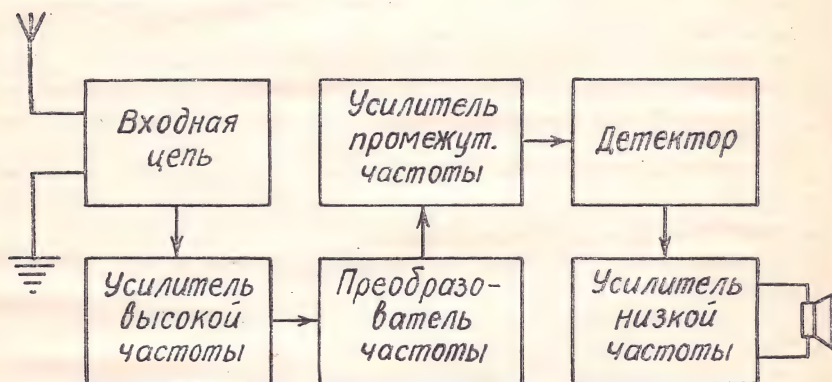 Входная
цепь
Усилитель
высокой
частоты
Преобразо-
ватель
частоты
Усилитель
промежут.
частоты
Детектор
Усилитель
низкой
частоты